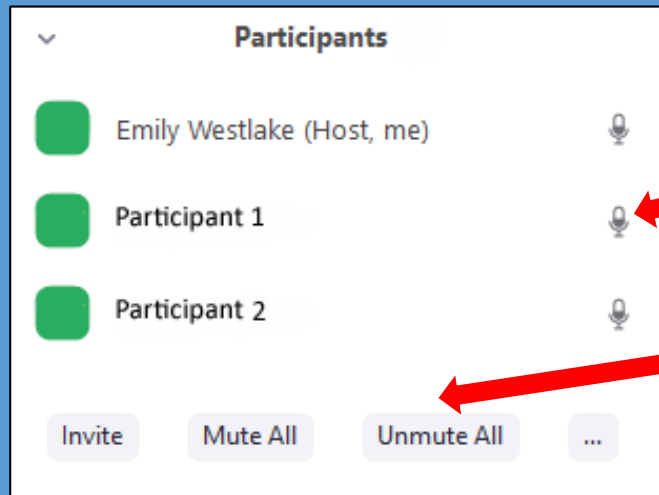 Participants
Emily Westlake (Host, me)
Participant 1
Participant 2
Invite Mute All Unmute All ...